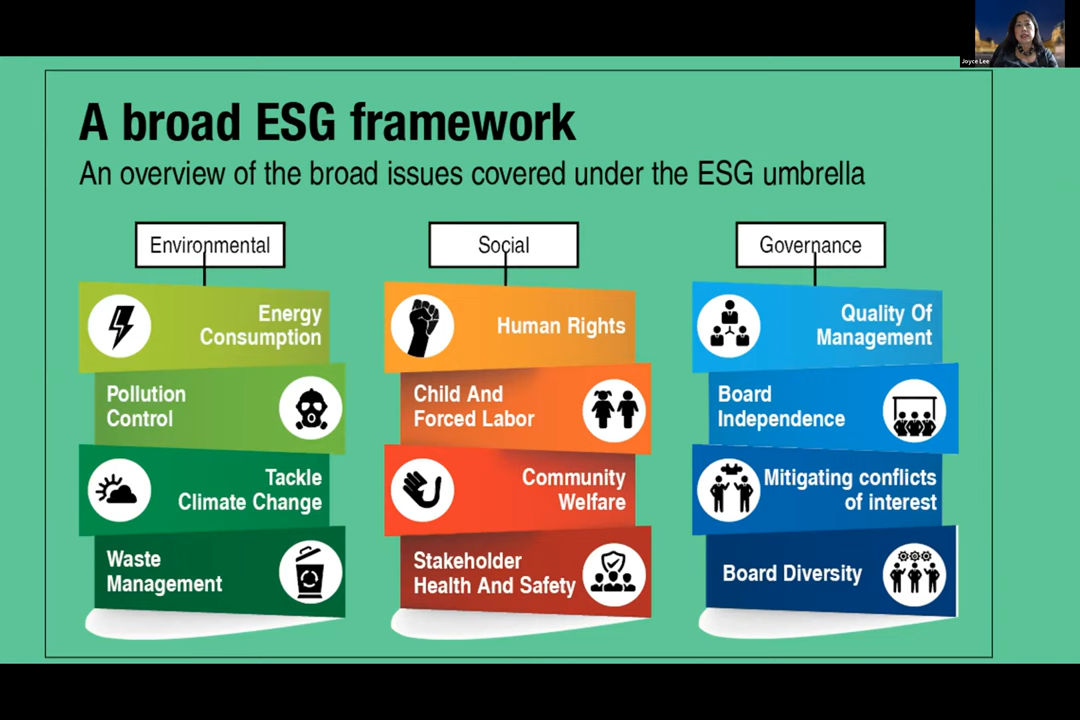 Joyce Lee
A broad ESG framework
An overview of the broad issues covered under the ESG umbrella
Environmental
Energy
Consumption
Pollution
Control
Tackle
Climate Change
Waste
Management
Social
Human Rights
Child And
Forced Labor
Community
Welfare
Stakeholder
Health And Safety
Governance
Quality Of
Management
Board
Independence
Mitigating conflicts
of interest
Board Diversity